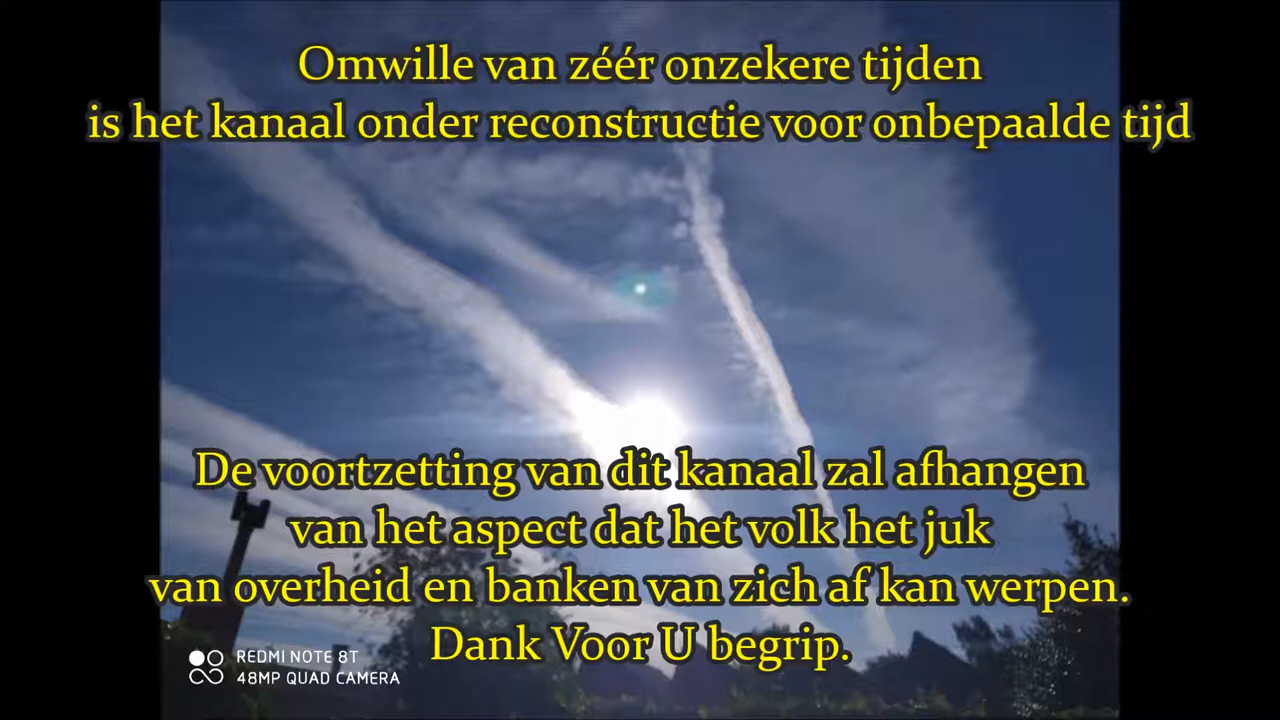 Omwille van zéér onzekere tijden
is het kanaal onder reconstructie voor onbepaalde tijd
De voortzetting van dit kanaal zal afhangen
van het aspect dat het volk het juk
van overheid en banken van zich af kan werpen.
Dank Voor U begrip.
REDMI NOTE 8T
48MP QUAD CAMERA